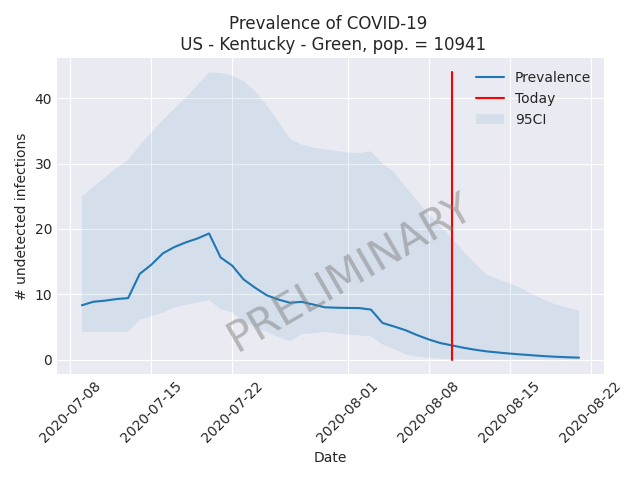 Prevalence of COVID-19
US - Kentucky - Green, pop. = 10941
Prevalence
Today
95CI
# undetected infections
40
30
20
10
0
PRELIMINARY
2020-07-08
2020-07-15
2020-07-22
2020-08-01
2020-08-08
2020-08-15
2020-08-22
Date